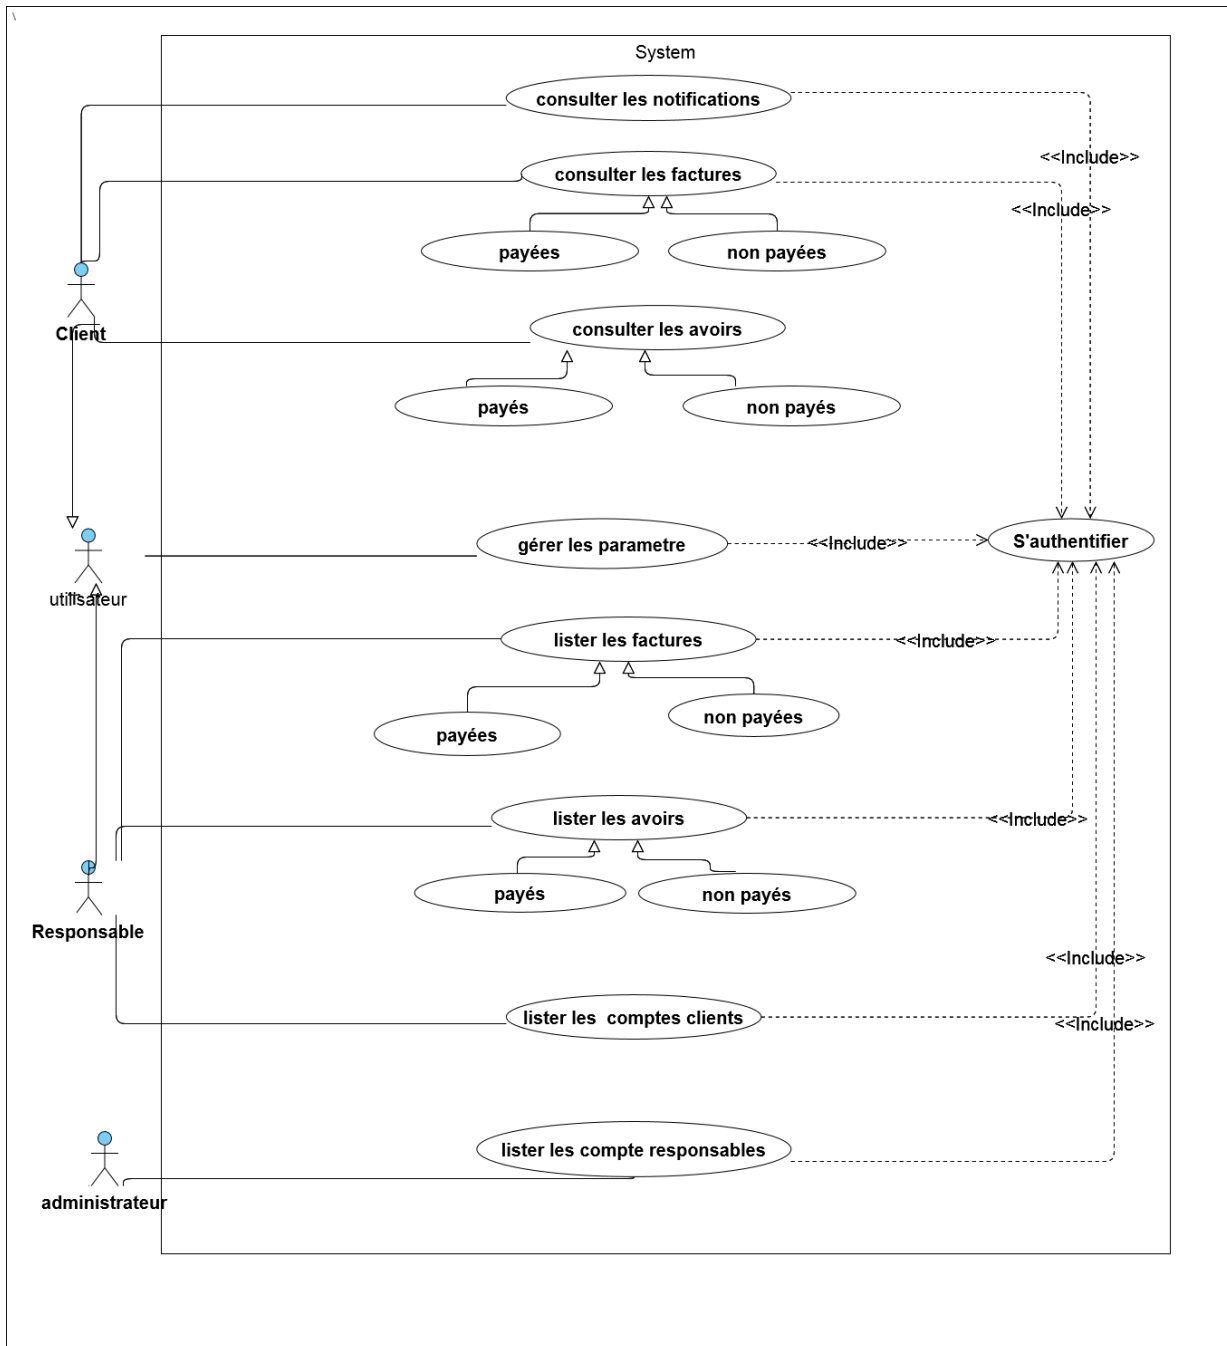 \
System
consulter les notifications
<<Include>>
consulter les factures
<<Include>>
payées
non payées
Client
consulter les avoirs
payés
non payés
gérer les parametre
<<Include>>
S'authentifier
utilisateur
lister les factures
<<Include>>
payées
non payées
lister les avoirs
<<Include>>
payés
non payés
Responsable
<<Include>>
lister les  comptes clients
<<Include>>
lister les compte responsables
administrateur